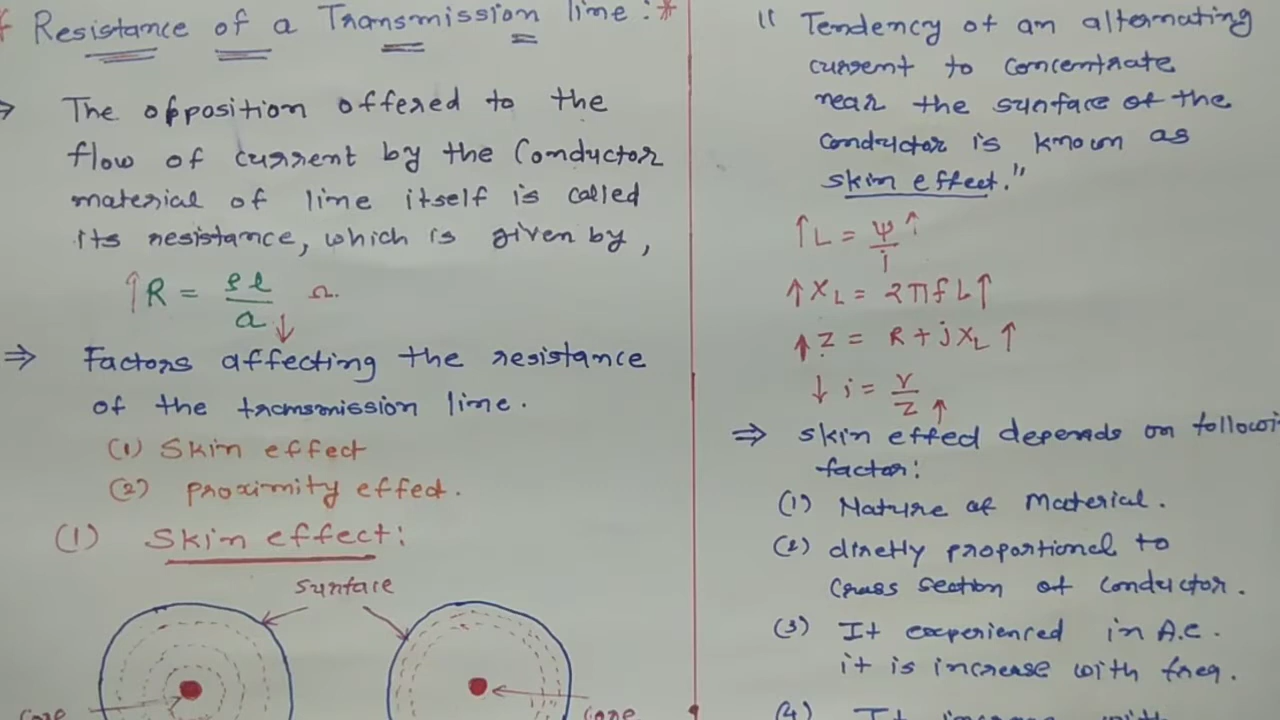 * Resistance of a Transmission line : *
→ The opposition offered to the
flow of current by the Conductor
material of line itself is called
its resistance, which is given by,
↑R = ρl/a↓ Ω.
⇒ Factors affecting the resistance
of the transmission line.
(1) Skin effect
(2) proximity effect.
(1) Skin effect :
surface
core
core
" Tendency of an alternating
current to concentrate
near the surface of the
conductor is known as
skin effect."
↑L = ψ↑/i
↑XL = 2πfL↑
↑Z = R + jXL↑
↓i = V/Z↑
⇒ skin effed depends on followi
factor :
(1) Nature of Material.
(2) diretly proportional to
Cross section of conductor.
(3) It experienced in A.C.
it is increase with freq.
(4) It